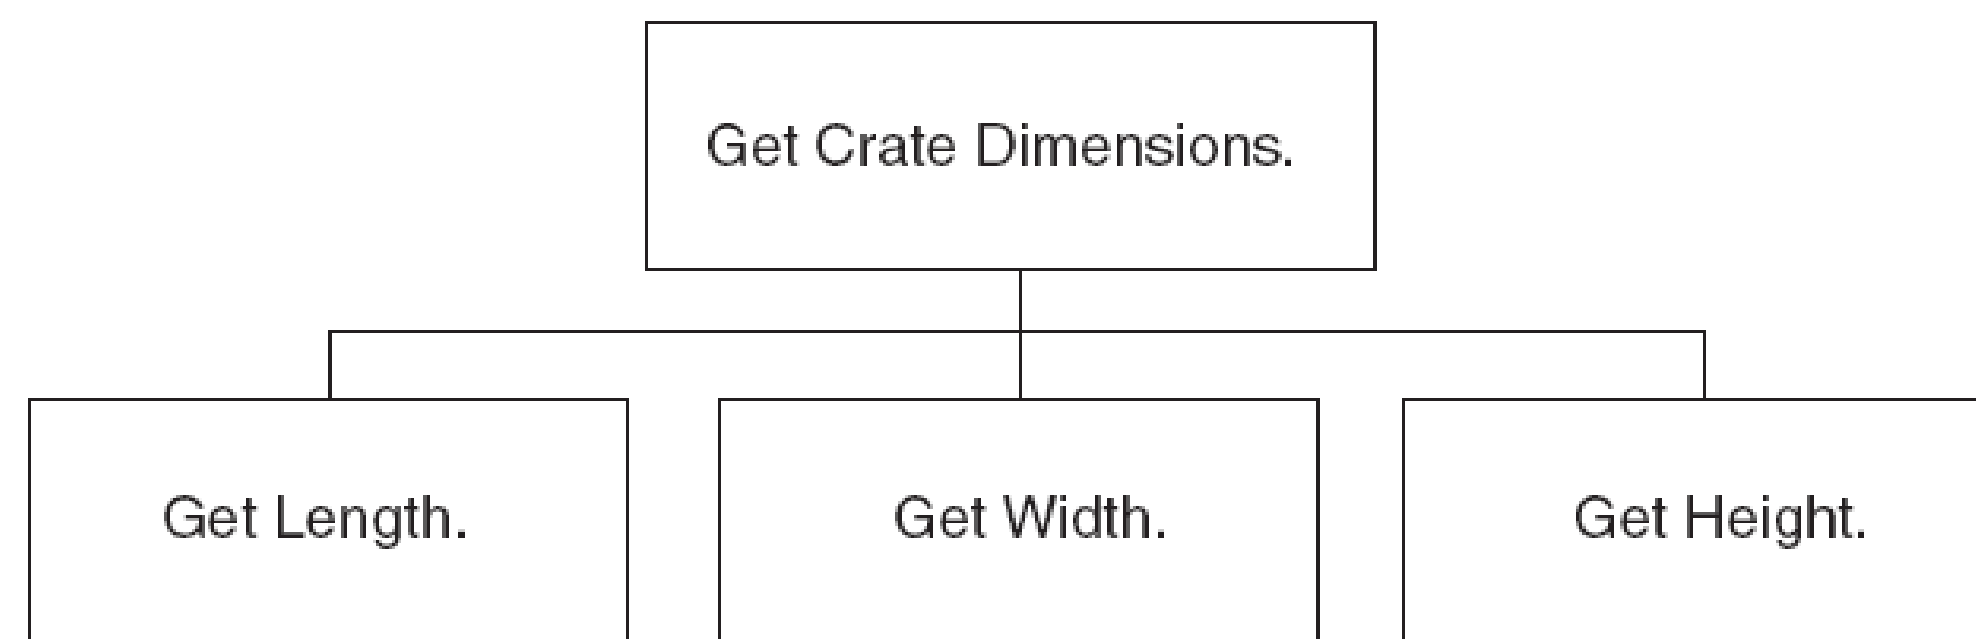 Get Crate Dimensions.
Get Length.
Get Width.
Get Height.